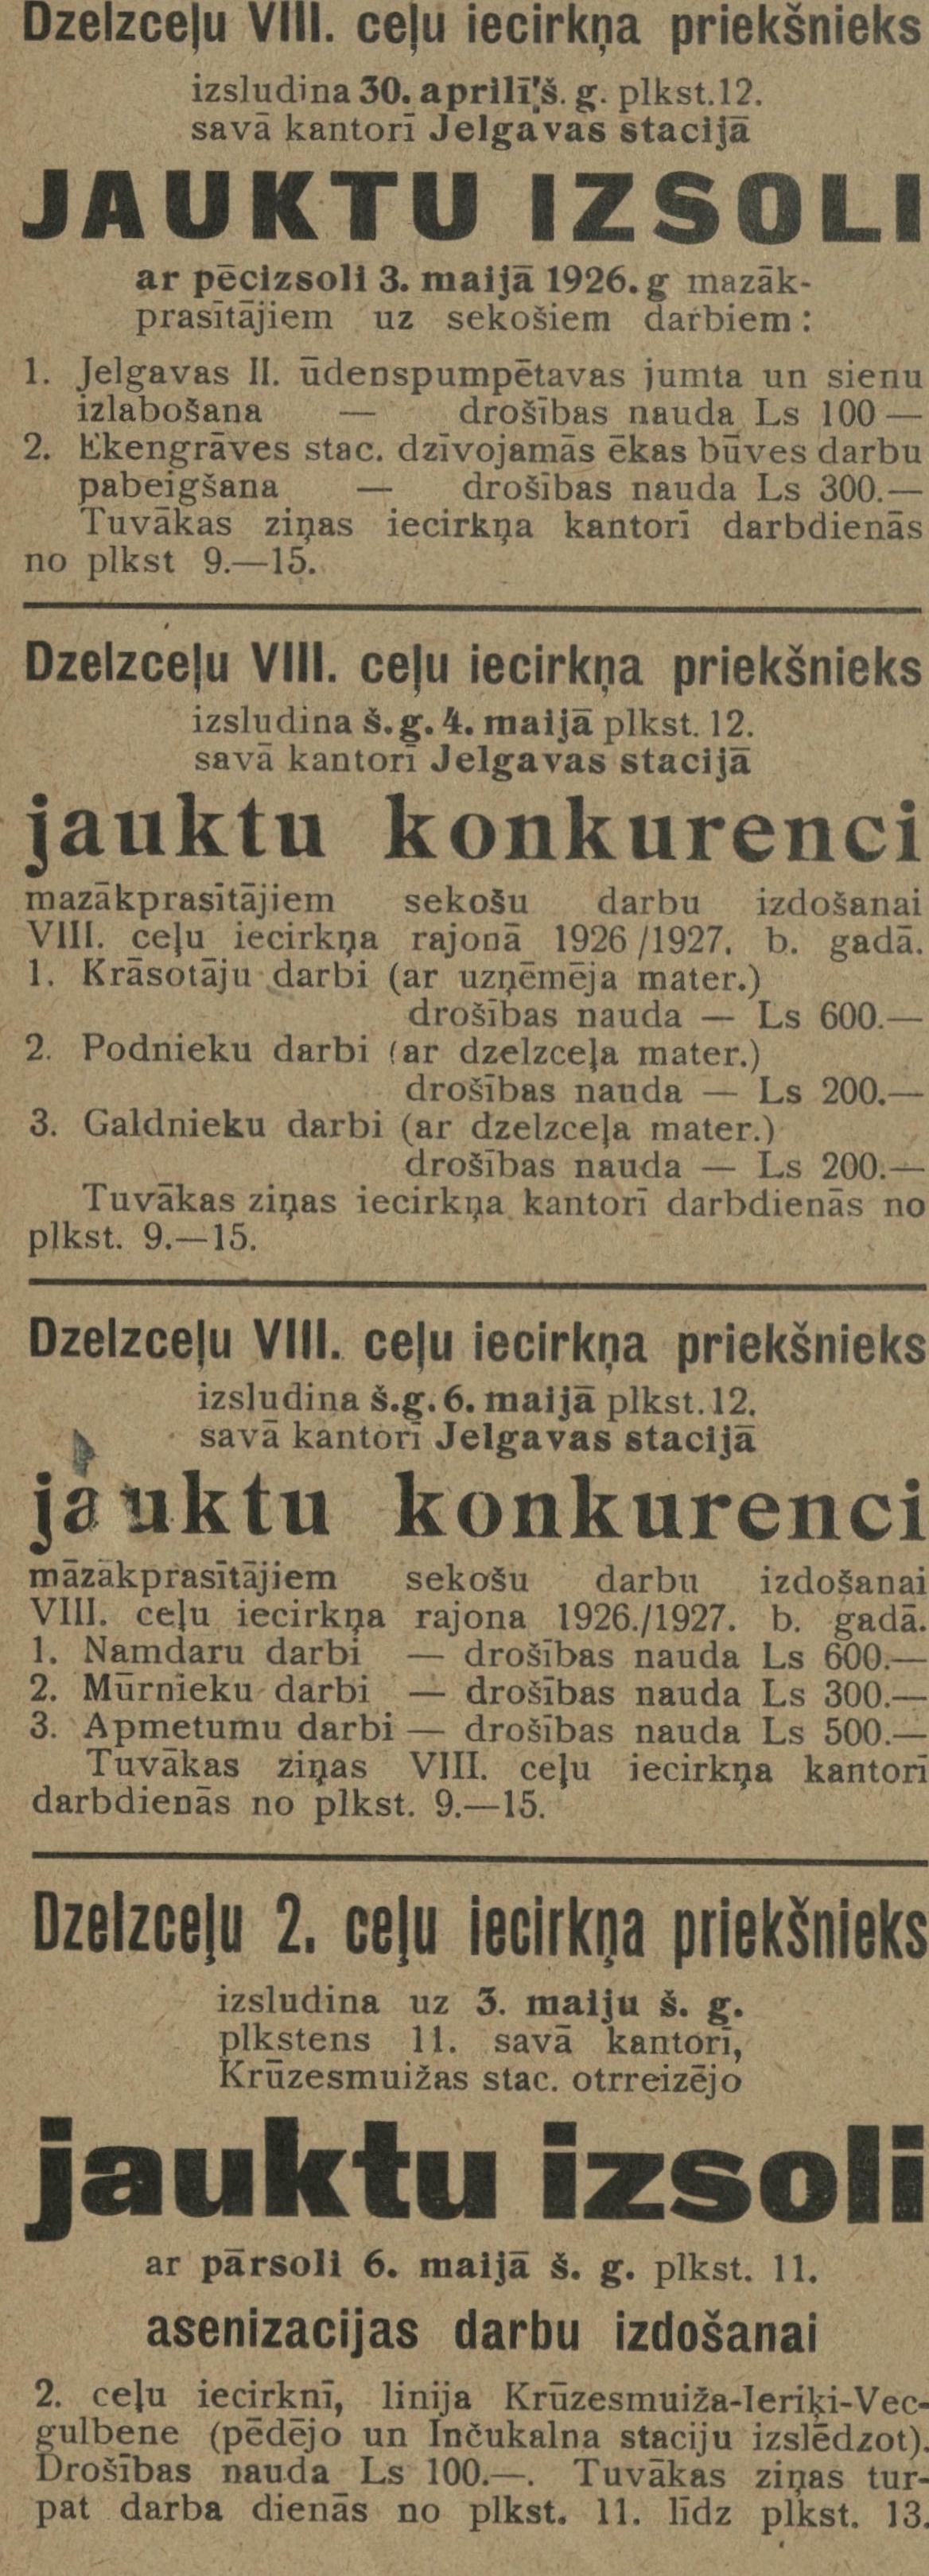 Dzelzceļu VIII. ceļu iecirkņa priekšnieks
izsludina 30. aprilī š. g. plkst. 12.
savā kantorī Jelgavas stacijā
JAUKTU IZSOLI
ar pēcizsoli 3. maijā 1926. g mazāk-
prasītājiem uz sekošiem darbiem:
1. Jelgavas II. ūdenspumpētavas jumta un sienu
izlabošana — drošības nauda Ls 100 —
2. Ekengrāves stac. dzīvojamās ēkas būves darbu
pabeigšana — drošības nauda Ls 300.—
Tuvākas ziņas iecirkņa kantorī darbdienās
no plkst 9.—15.
Dzelzceļu VIII. ceļu iecirkņa priekšnieks
izsludina š. g. 4. maijā plkst. 12.
savā kantorī Jelgavas stacijā
jauktu konkurenci
mazākprasītājiem sekošu darbu izdošanai
VIII. ceļu iecirkņa rajonā 1926/1927. b. gadā.
1. Krāsotāju darbi (ar uzņēmēja mater.)
drošības nauda — Ls 600.—
2. Podnieku darbi (ar dzelzceļa mater.)
drošības nauda — Ls 200.—
3. Galdnieku darbi (ar dzelzceļa mater.)
drošības nauda — Ls 200.—
Tuvākas ziņas iecirkņa kantorī darbdienās no
plkst. 9.—15.
Dzelzceļu VIII. ceļu iecirkņa priekšnieks
izsludina š. g. 6. maijā plkst. 12.
savā kantorī Jelgavas stacijā
jauktu konkurenci
māzākprasītājiem sekošu darbu izdošanai
VIII. ceļu iecirkņa rajona 1926./1927. b. gadā.
1. Namdaru darbi — drošības nauda Ls 600.—
2. Mūrnieku darbi — drošības nauda Ls 300.—
3. Apmetumu darbi — drošības nauda Ls 500.—
Tuvākas ziņas VIII. ceļu iecirkņa kantorī
darbdienās no plkst. 9.—15.
Dzelzceļu 2. ceļu iecirkņa priekšnieks
izsludina uz 3. maiju š. g.
plkstens 11. savā kantorī,
Krūzesmuižas stac. otrreizējo
jauktu izsoli
ar pārsoli 6. maijā š. g. plkst. 11.
asenizacijas darbu izdošanai
2. ceļu iecirknī, linija Krūzesmuiža-Ieriķi-Vec-
gulbene (pēdējo un Inčukalna staciju izslēdzot).
Drošības nauda Ls 100.—. Tuvākas ziņas tur-
pat darba dienās no plkst. 11. līdz plkst. 13.